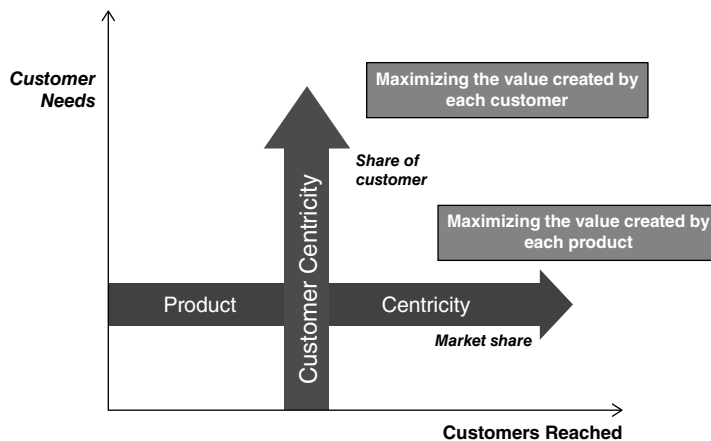 Customer
Needs
Maximizing the value created by
each customer
Share of
customer
Customer Centricity
Maximizing the value created by
each product
Product Centricity
Market share
Customers Reached